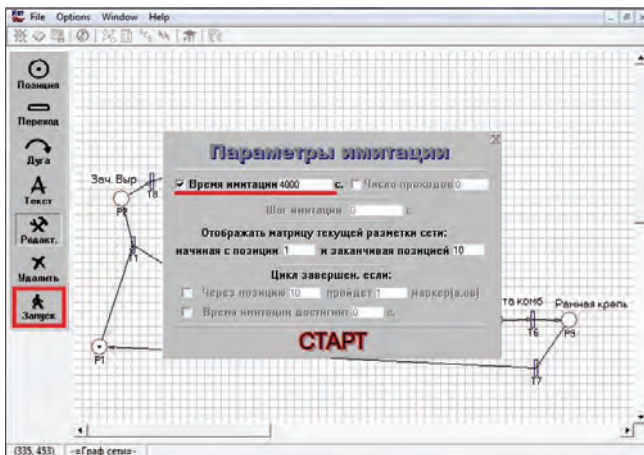 File Options Window Help
Позиция
Переход
Дуга
Текст
Редакт.
Удалить
Запуск
Параметры имитации
Время имитации 4000 с. Число проходов 0
Шаг имитации 0 с.
Отображать матрицу текущей разметки сети:
начиная с позиции 1 и заканчивая позицией 10
Цикл завершен, если:
Через позицию 10 пройдет 1 маркер(а,ов)
Время имитации достигнет 0 с.
СТАРТ
Зач. Выр
T8
P2
T1
P1
та комб
Рамная крепь
T6
P9
T7
(335, 453) -=Граф сети=-